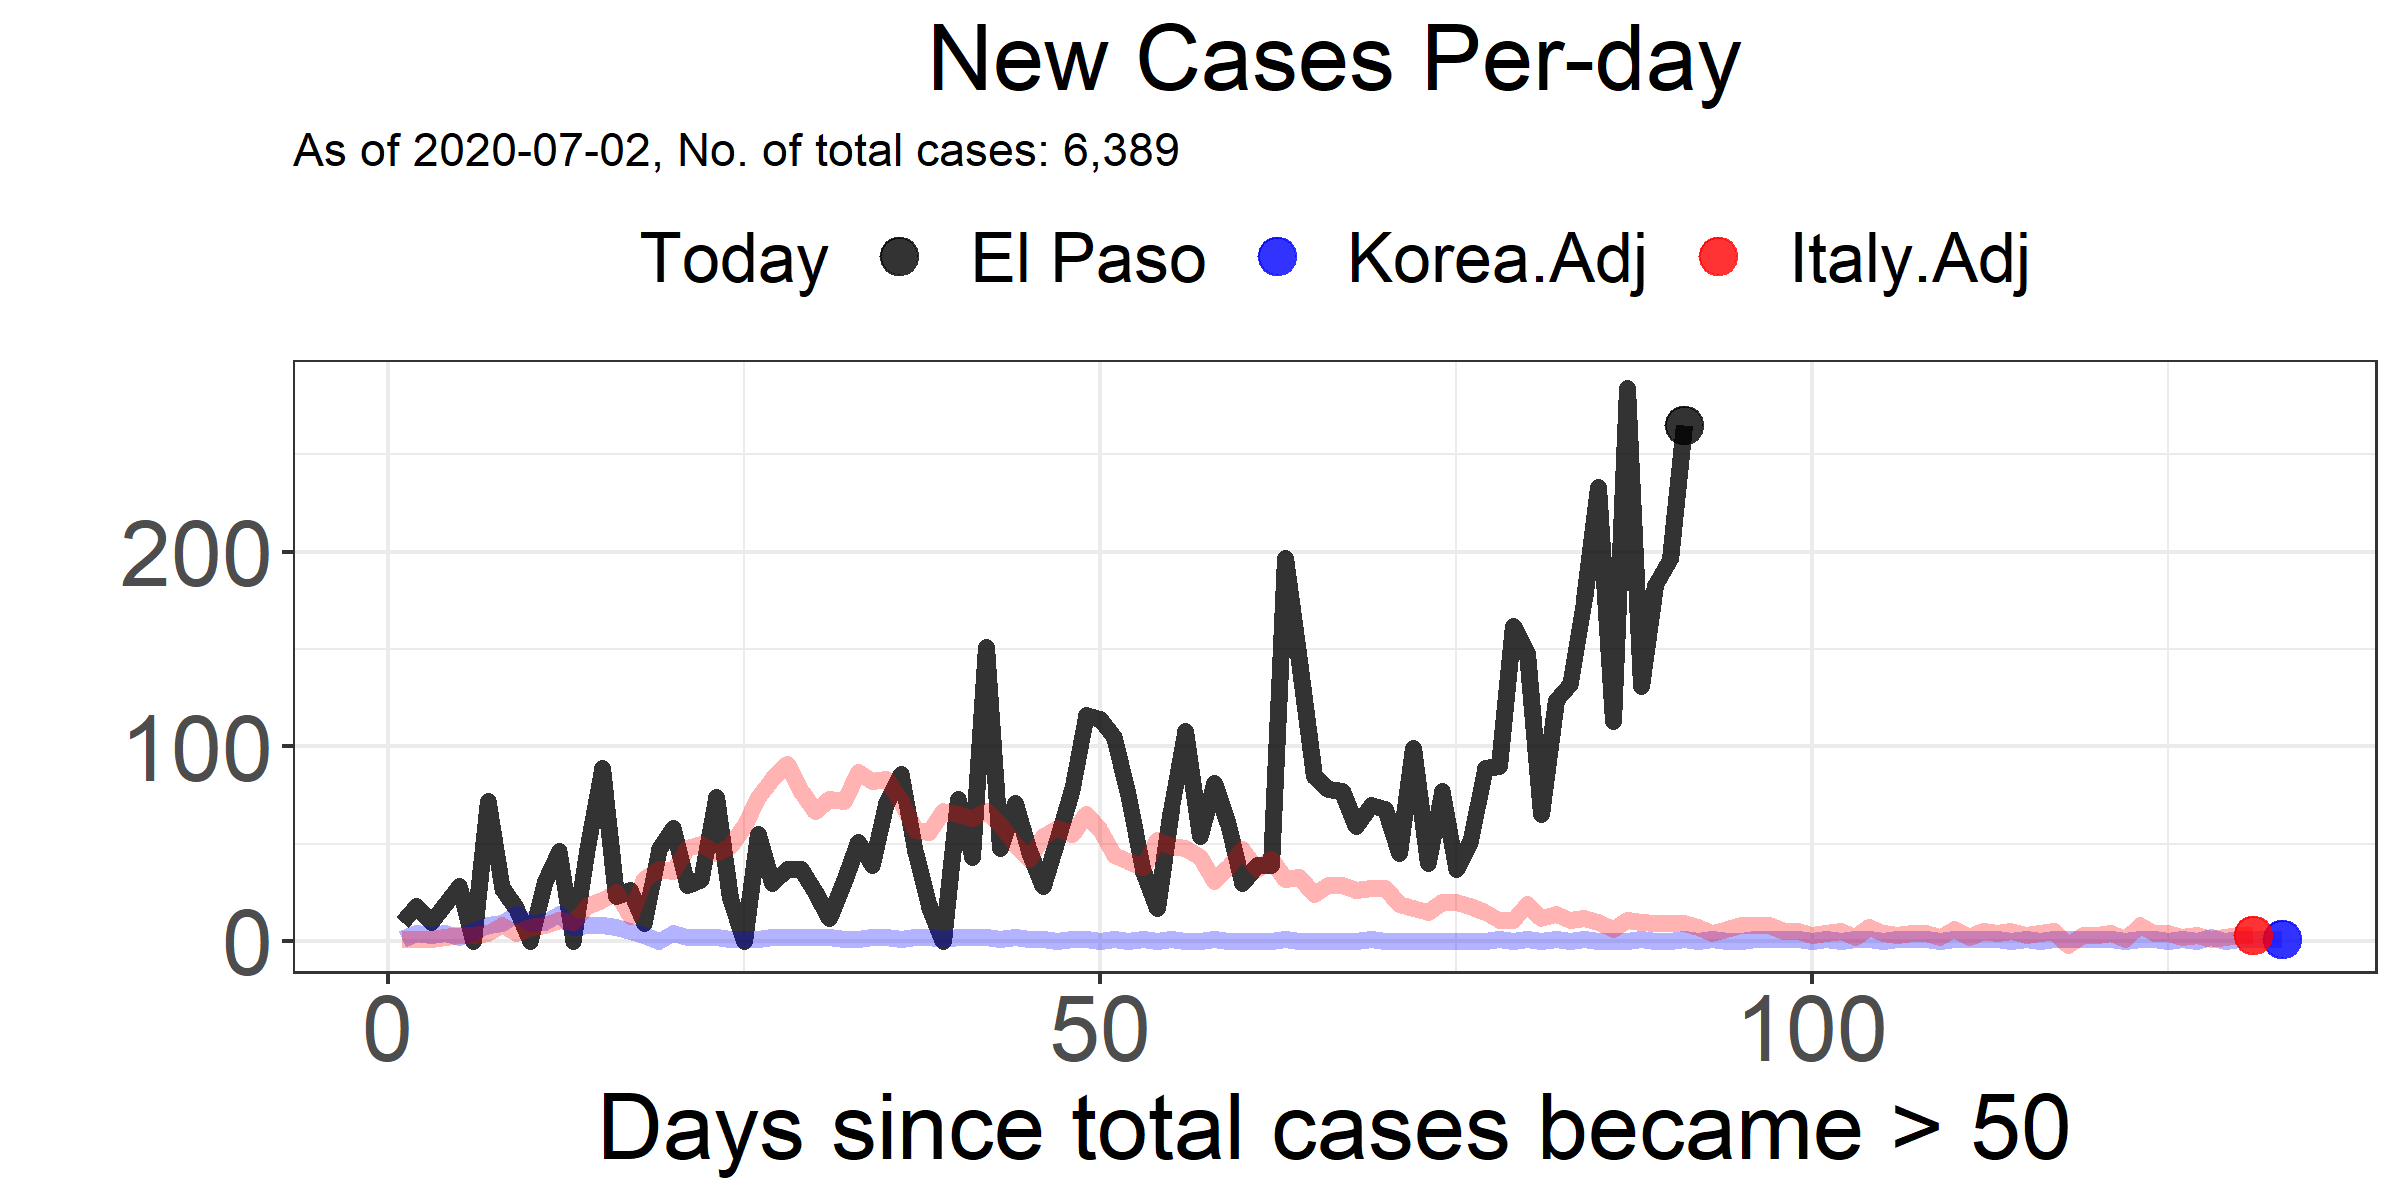 New Cases Per-day
As of 2020-07-02, No. of total cases: 6,389
Today El Paso Korea.Adj Italy.Adj
200
100
0
0 50 100
Days since total cases became > 50